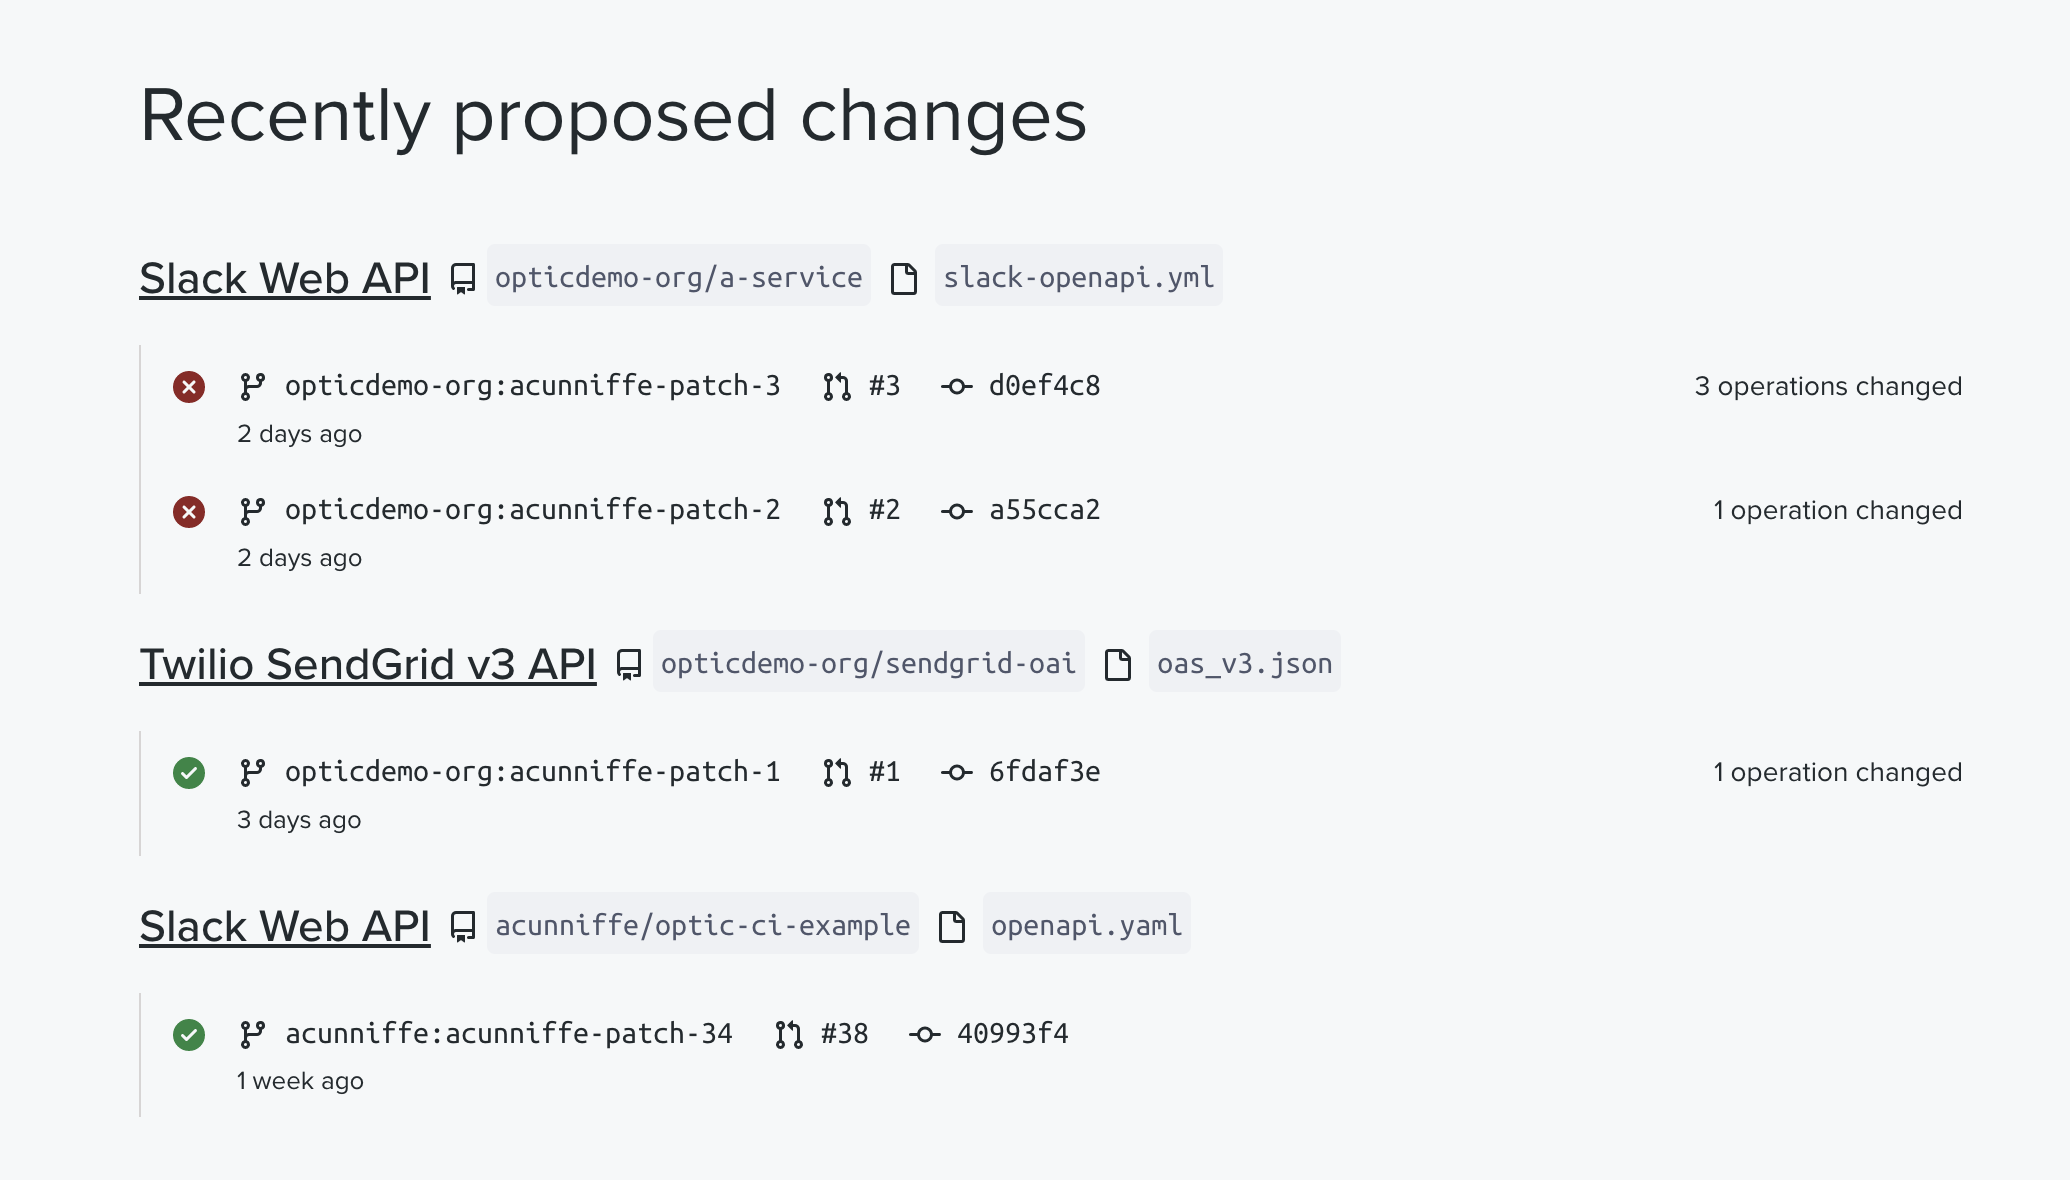 Recently proposed changes
Slack Web API opticdemo-org/a-service slack-openapi.yml
opticdemo-org:acunniffe-patch-3 #3 d0ef4c8 3 operations changed
2 days ago
opticdemo-org:acunniffe-patch-2 #2 a55cca2 1 operation changed
2 days ago
Twilio SendGrid v3 API opticdemo-org/sendgrid-oai oas_v3.json
opticdemo-org:acunniffe-patch-1 #1 6fdaf3e 1 operation changed
3 days ago
Slack Web API acunniffe/optic-ci-example openapi.yaml
acunniffe:acunniffe-patch-34 #38 40993f4
1 week ago